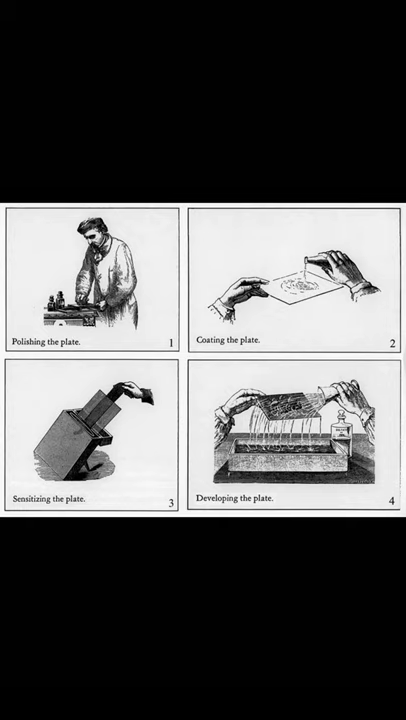 Polishing the plate.
1
Coating the plate.
2
Sensitizing the plate.
3
Developing the plate.
4